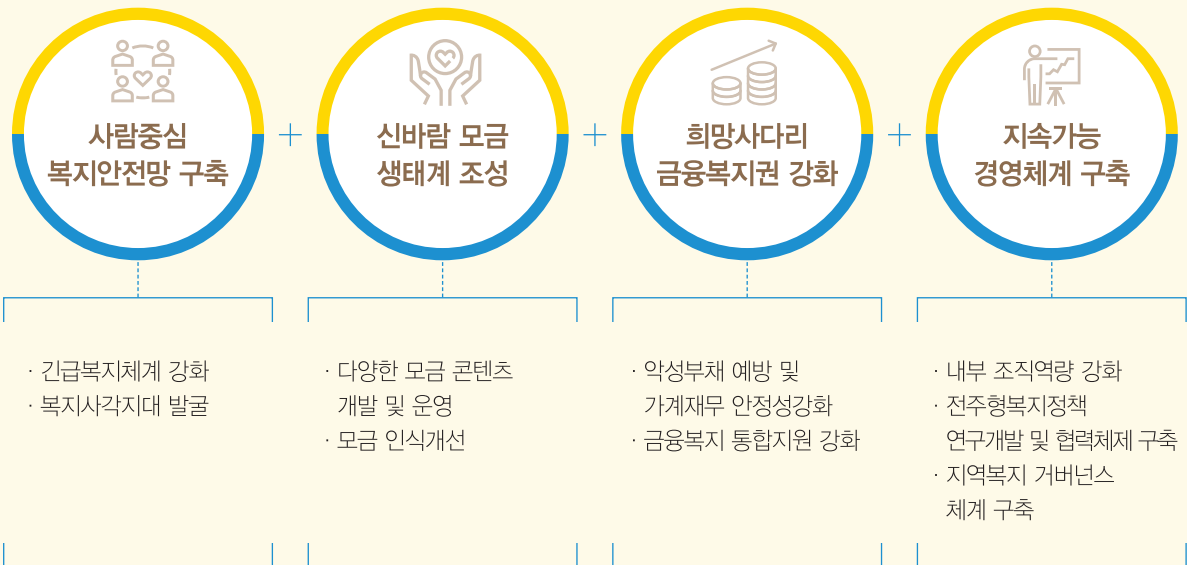 사람중심
복지안전망 구축
+
신바람 모금
생태계 조성
+
희망사다리
금융복지권 강화
+
지속가능
경영체계 구축
· 긴급복지체계 강화
· 복지사각지대 발굴
· 다양한 모금 콘텐츠
개발 및 운영
· 모금 인식개선
· 악성부채 예방 및
가계재무 안정성강화
· 금융복지 통합지원 강화
· 내부 조직역량 강화
· 전주형복지정책
연구개발 및 협력체제 구축
· 지역복지 거버넌스
체계 구축